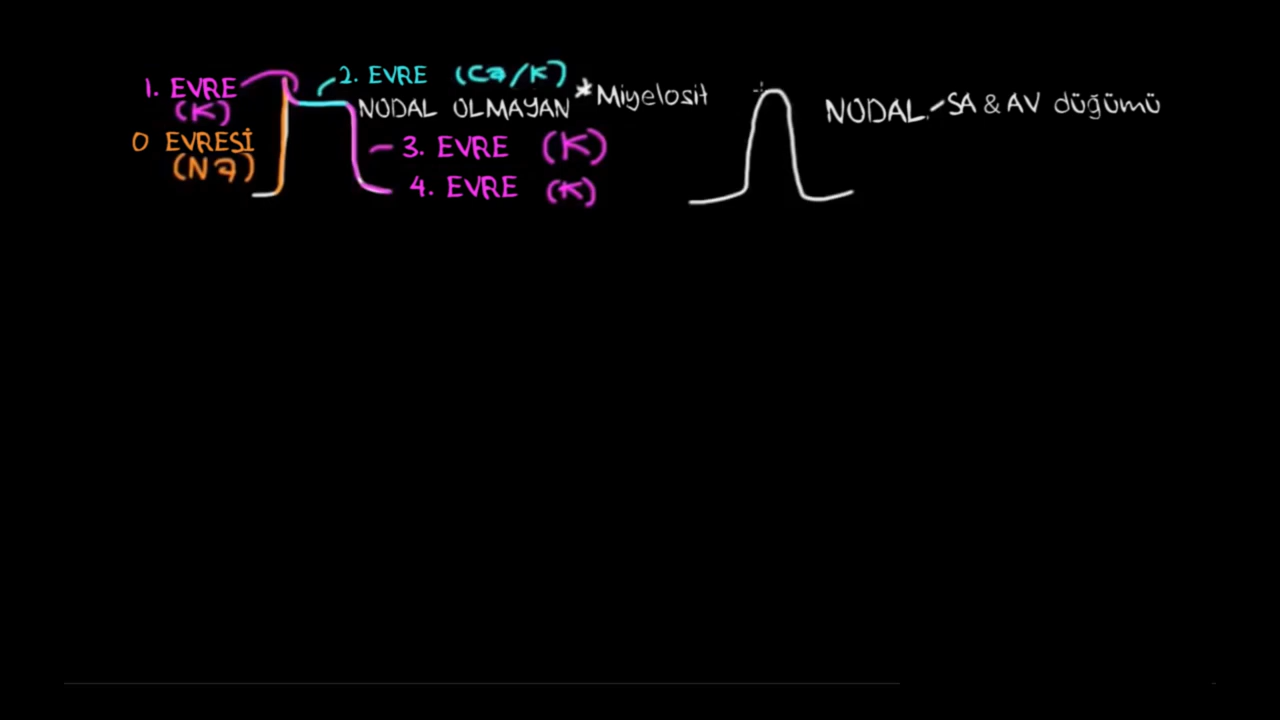 1. EVRE
(K)
0 EVRESİ
(Na)
2. EVRE (Ca/K)
NODAL OLMAYAN *Miyelosit
3. EVRE (K)
4. EVRE (K)
NODAL - SA & AV düğümü